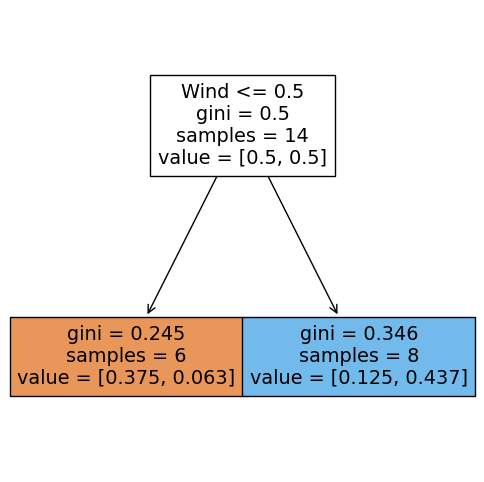 Wind <= 0.5
gini = 0.5
samples = 14
value = [0.5, 0.5]
gini = 0.245
samples = 6
value = [0.375, 0.063]
gini = 0.346
samples = 8
value = [0.125, 0.437]